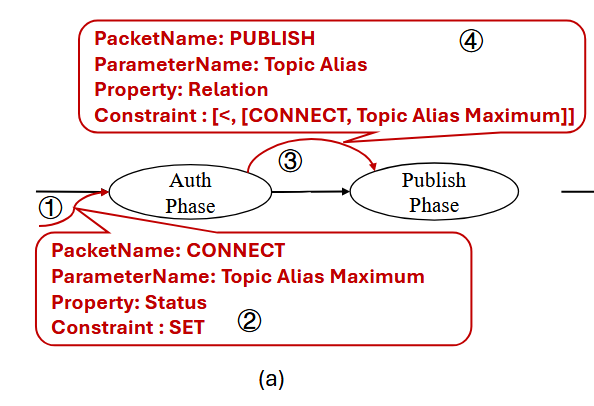 PacketName: PUBLISH
④
ParameterName: Topic Alias
Property: Relation
Constraint : [<, [CONNECT, Topic Alias Maximum]]
③
Auth
Phase
Publish
Phase
①
PacketName: CONNECT
ParameterName: Topic Alias Maximum
Property: Status
Constraint : SET
②
(a)